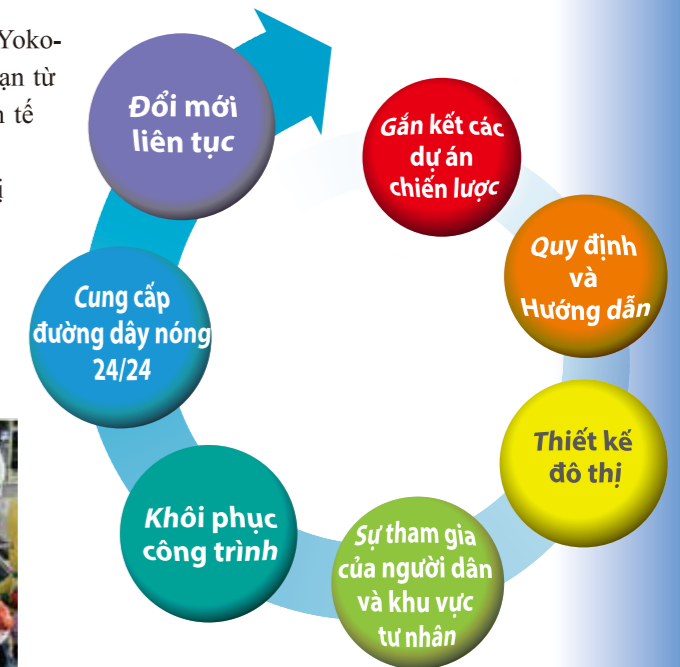 Yoko-
từ
tế
Đổi mới
liên tục
Gắn kết các
dự án
chiến lược
Quy định
và
Hướng dẫn
Thiết kế
đô thị
Sự tham gia
của người dân
và khu vực
tư nhân
Khôi phục
công trình
Cung cấp
đường dây nóng
24/24